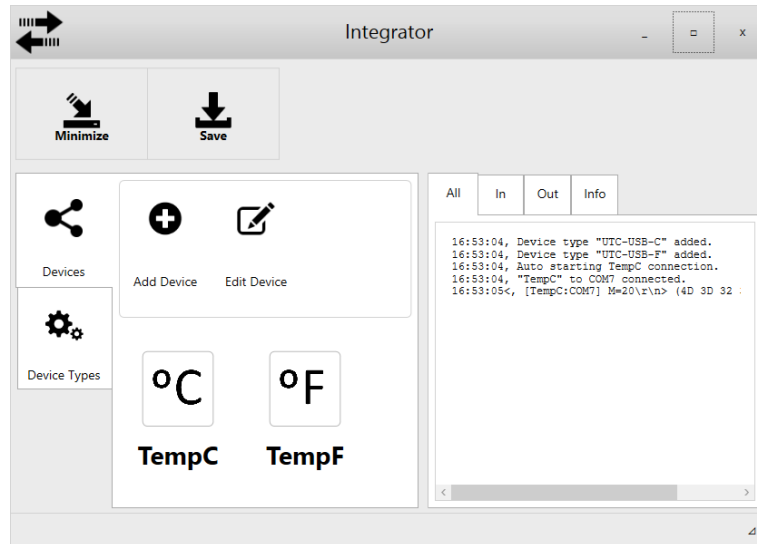 Integrator
Minimize
Save
Devices
Device Types
Add Device
Edit Device
ºC
ºF
TempC
TempF
All
In
Out
Info
16:53:04, Device type "UTC-USB-C" added.
16:53:04, Device type "UTC-USB-F" added.
16:53:04, Auto starting TempC connection.
16:53:04, "TempC" to COM7 connected.
16:53:05<, [TempC:COM7] M=20\r\n> (4D 3D 32